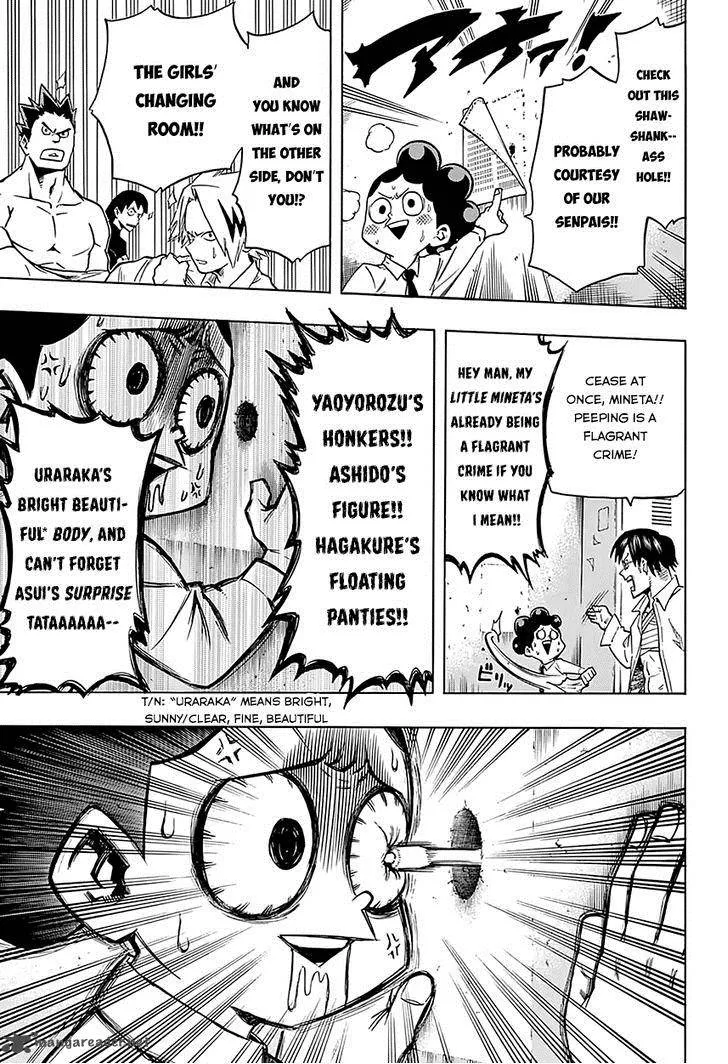 CHECK
OUT THIS
SHAW-
SHANK--
ASS
HOLE!!
PROBABLY
COURTESY
OF OUR
SENPAIS!!
AND
YOU KNOW
WHAT'S ON
THE OTHER
SIDE, DON'T
YOU!?
THE GIRLS'
CHANGING
ROOM!!
CEASE AT
ONCE, MINETA!!
PEEPING IS A
FLAGRANT
CRIME!
HEY MAN, MY
LITTLE MINETA'S
ALREADY BEING
A FLAGRANT
CRIME IF YOU
KNOW WHAT
I MEAN!!
ビリッ
YAOYOROZU'S
HONKERS!!
ASHIDO'S
FIGURE!!
HAGAKURE'S
FLOATING
PANTIES!!
URARAKA'S
BRIGHT BEAUTI-
FUL* BODY, AND
CAN'T FORGET
ASUI'S SURPRISE
TATAAAAAA--
T/N: "URARAKA" MEANS BRIGHT,
SUNNY/CLEAR, FINE, BEAUTIFUL